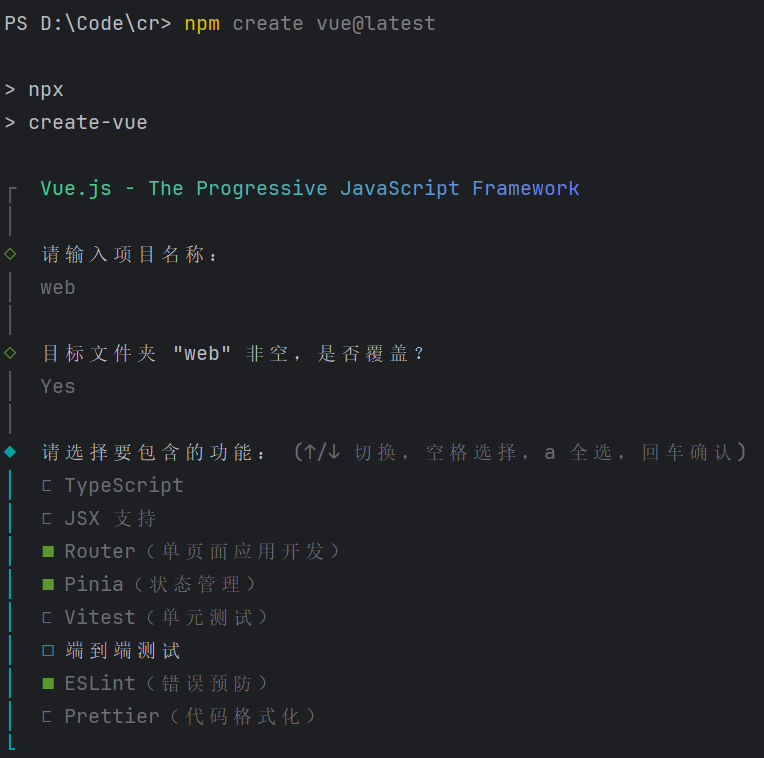 PS D:\Code\cr> npm create vue@latest
> npx
> create-vue
Vue.js - The Progressive JavaScript Framework
请输入项目名称：
web
目标文件夹 "web" 非空，是否覆盖？
Yes
请选择要包含的功能： (↑/↓ 切换，空格选择，a 全选，回车确认)
TypeScript
JSX 支持
Router（单页面应用开发）
Pinia（状态管理）
Vitest（单元测试）
端到端测试
ESLint（错误预防）
Prettier（代码格式化）